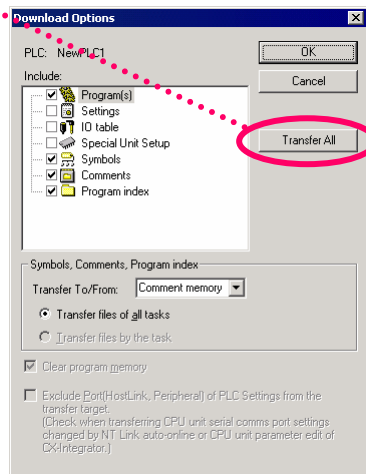 Download Options
PLC: NewPLC1
OK
Include:
Cancel
Program(s)
Settings
IO table
Special Unit Setup
Symbols
Comments
Program index
Transfer All
Symbols, Comments, Program index
Transfer To/From: Comment memory
Transfer files of all tasks
Transfer files by the task
Clear program memory
Exclude Port(HostLink, Peripheral) of PLC Settings from the
transfer target.
(Check when transferring CPU unit serial comms port settings
changed by NT Link auto-online or CPU unit parameter edit of
CX-Integrator.)